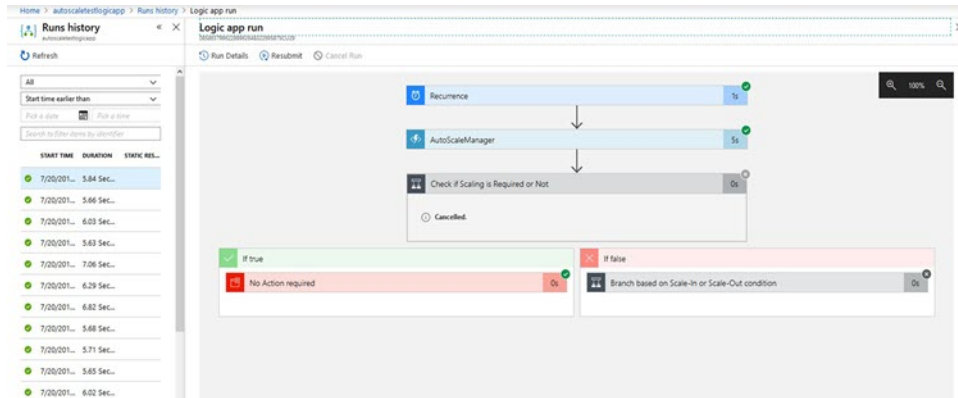 Home > autoscaletestlogicapp > Runs history > Logic app run
Runs history
autoscaletestlogicapp
Refresh
All
Start time earlier than
Pick a date
Pick a time
Search to filter items by identifier
START TIME DURATION STATIC RES...
7/20/201... 5.84 Sec...
7/20/201... 5.66 Sec...
7/20/201... 6.03 Sec...
7/20/201... 5.63 Sec...
7/20/201... 7.06 Sec...
7/20/201... 6.29 Sec...
7/20/201... 6.82 Sec...
7/20/201... 5.68 Sec...
7/20/201... 5.71 Sec...
7/20/201... 5.65 Sec...
7/20/201... 6.02 Sec...
Logic app run
Run Details Resubmit Cancel Run
100%
Recurrence 1s
AutoScaleManager 5s
Check if Scaling is Required or Not 0s
Cancelled.
If true
No Action required 0s
If false
Branch based on Scale-In or Scale-Out condition 0s